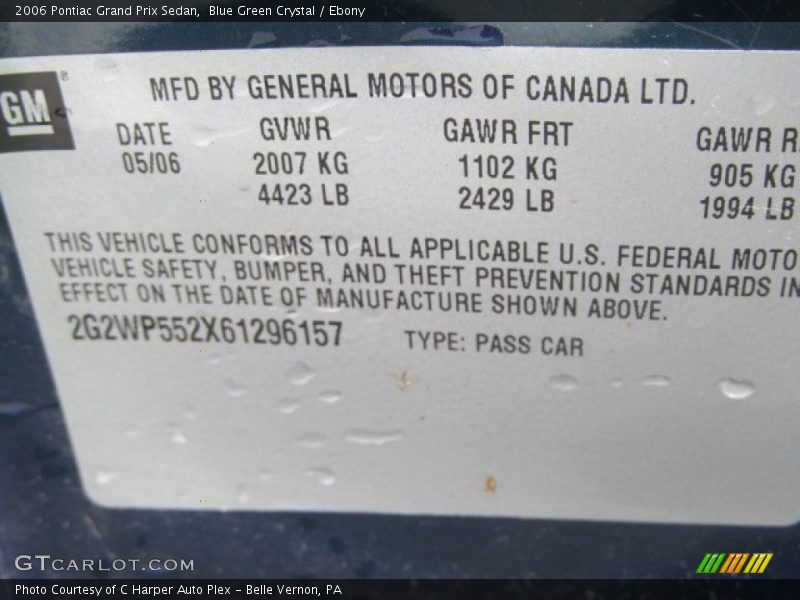 2006 Pontiac Grand Prix Sedan, Blue Green Crystal / Ebony
GM
MFD BY GENERAL MOTORS OF CANADA LTD.
DATE GVWR GAWR FRT GAWR R
05/06 2007 KG 1102 KG 905 KG
4423 LB 2429 LB 1994 LB
THIS VEHICLE CONFORMS TO ALL APPLICABLE U.S. FEDERAL MOTO
VEHICLE SAFETY, BUMPER, AND THEFT PREVENTION STANDARDS IN
EFFECT ON THE DATE OF MANUFACTURE SHOWN ABOVE.
2G2WP552X61296157 TYPE: PASS CAR
GTCARLOT.COM
Photo Courtesy of C Harper Auto Plex - Belle Vernon, PA